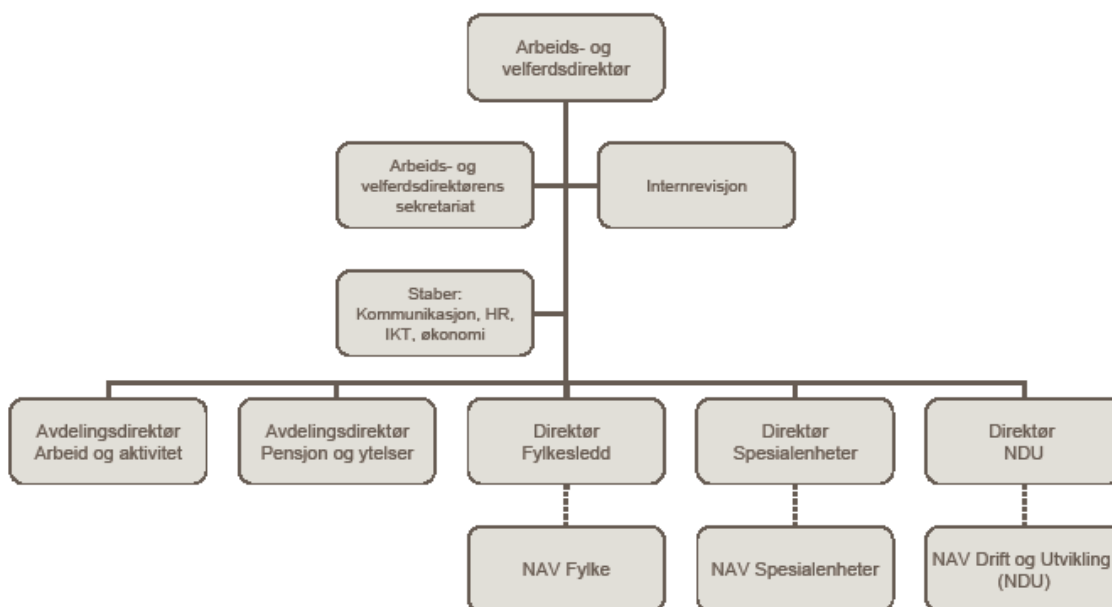 Arbeids- og
velferdsdirektør
Arbeids- og
velferdsdirektørens
sekretariat
Internrevisjon
Staber:
Kommunikasjon, HR,
IKT, økonomi
Avdelingsdirektør
Arbeid og aktivitet
Avdelingsdirektør
Pensjon og ytelser
Direktør
Fylkesledd
Direktør
Spesialenheter
Direktør
NDU
NAV Fylke
NAV Spesialenheter
NAV Drift og Utvikling
(NDU)